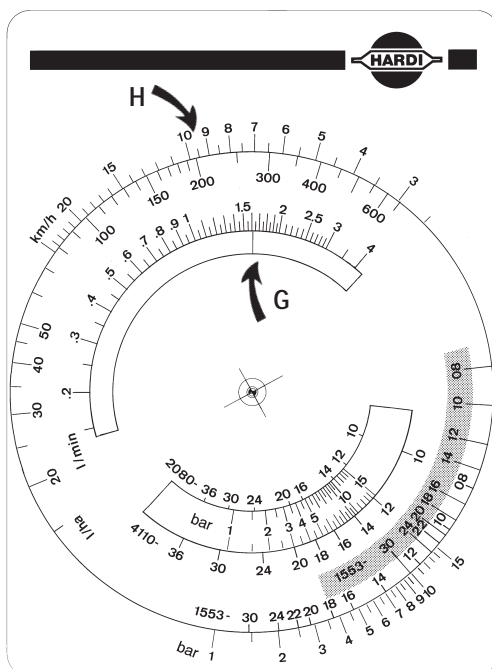 HARDI
H
km/h 20 15 10 9 8 7 6 5 4 3
100 150 200 300 400 600
50 40 30 20
l/ha
l/min .2 .3 .4 .5 .6 .7 .8 .9 1 1.5 2 2.5 3 4
G
2080- 36 30 24 20 16 14 12 10
bar 1 2 3 4 5 10 15
4110- 36 30 24 20 18 16 14 12 10
08 10 12 14 16 18 20 24 30 1553-
08 10 12 22 14 16 18 20 22 24 30 1553-
bar 1 2 3 4 5 6 7 8 9 10 15